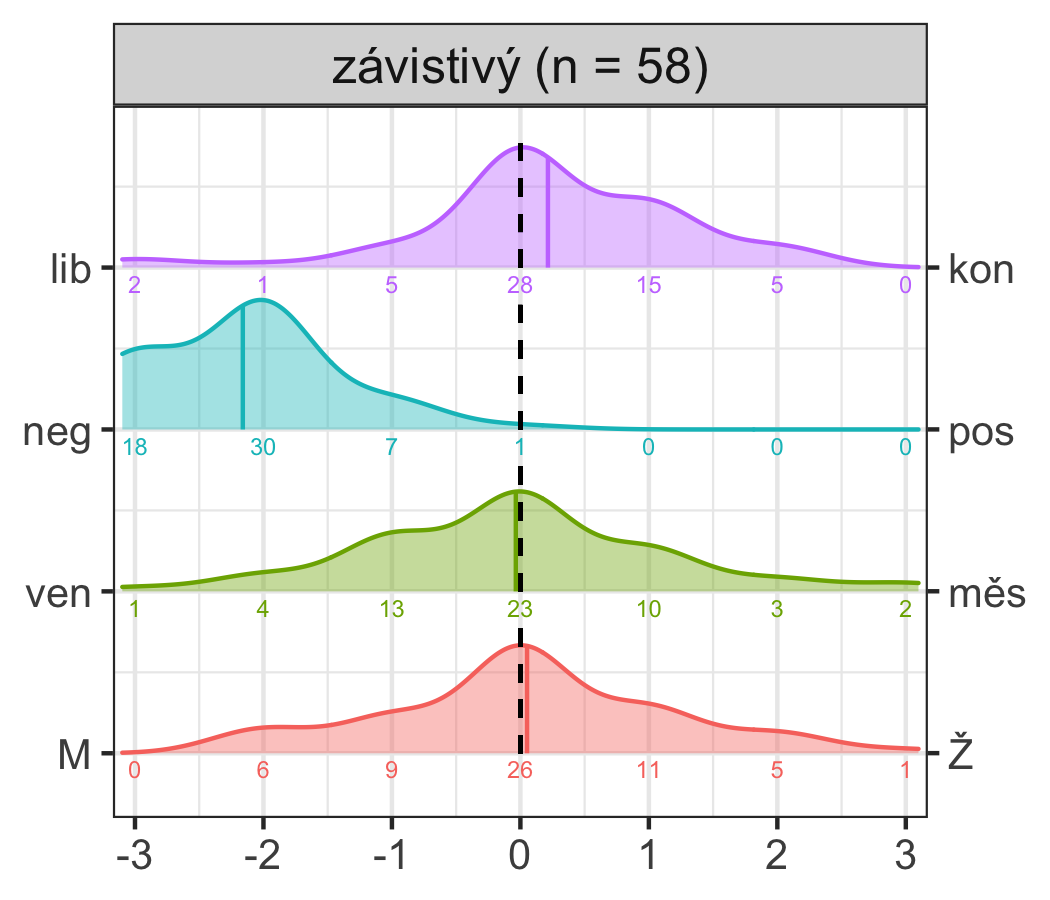 závistivý (n = 58)
lib kon
2 1 5 28 15 5 0
neg pos
18 30 7 1 0 0 0
ven měs
1 4 13 23 10 3 2
M Ž
0 6 9 26 11 5 1
-3 -2 -1 0 1 2 3